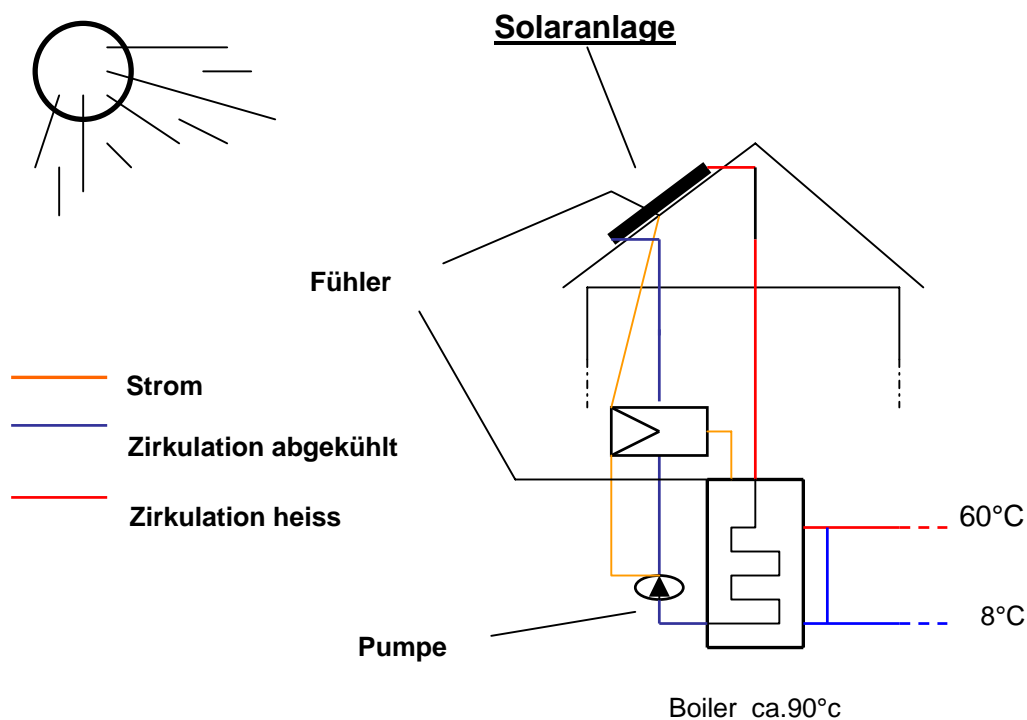 Solaranlage
Fühler
Strom
Zirkulation abgekühlt
Zirkulation heiss
60°C
8°C
Pumpe
Boiler ca.90°c